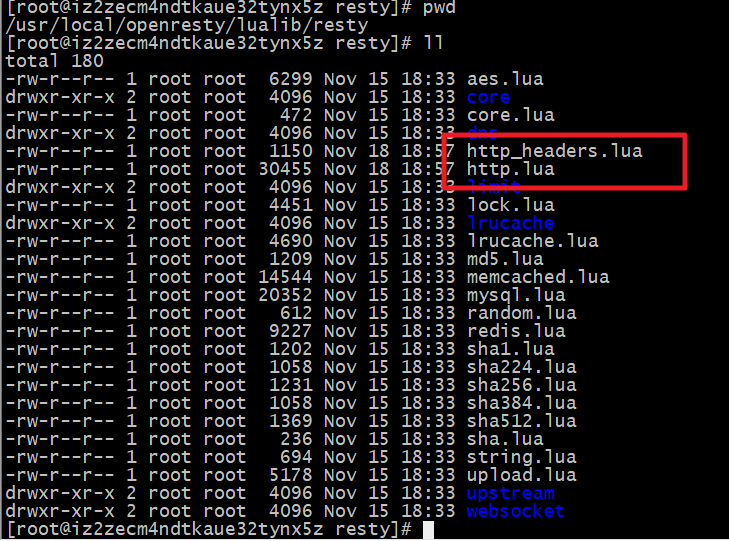 [root@iz2zecm4ndtkaue32tynx5z resty]# pwd
/usr/local/openresty/lualib/resty
[root@iz2zecm4ndtkaue32tynx5z resty]# ll
total 180
-rw-r--r-- 1 root root  6299 Nov 15 18:33 aes.lua
drwxr-xr-x 2 root root  4096 Nov 15 18:33 core
-rw-r--r-- 1 root root   472 Nov 15 18:33 core.lua
drwxr-xr-x 2 root root  4096 Nov 15 18:33 dns
-rw-r--r-- 1 root root  1150 Nov 18 18:57 http_headers.lua
-rw-r--r-- 1 root root 30455 Nov 18 18:57 http.lua
drwxr-xr-x 2 root root  4096 Nov 15 18:33 limit
-rw-r--r-- 1 root root  4451 Nov 15 18:33 lock.lua
drwxr-xr-x 2 root root  4096 Nov 15 18:33 lrucache
-rw-r--r-- 1 root root  4690 Nov 15 18:33 lrucache.lua
-rw-r--r-- 1 root root  1209 Nov 15 18:33 md5.lua
-rw-r--r-- 1 root root 14544 Nov 15 18:33 memcached.lua
-rw-r--r-- 1 root root 20352 Nov 15 18:33 mysql.lua
-rw-r--r-- 1 root root   612 Nov 15 18:33 random.lua
-rw-r--r-- 1 root root  9227 Nov 15 18:33 redis.lua
-rw-r--r-- 1 root root  1202 Nov 15 18:33 sha1.lua
-rw-r--r-- 1 root root  1058 Nov 15 18:33 sha224.lua
-rw-r--r-- 1 root root  1231 Nov 15 18:33 sha256.lua
-rw-r--r-- 1 root root  1058 Nov 15 18:33 sha384.lua
-rw-r--r-- 1 root root  1369 Nov 15 18:33 sha512.lua
-rw-r--r-- 1 root root   236 Nov 15 18:33 sha.lua
-rw-r--r-- 1 root root   694 Nov 15 18:33 string.lua
-rw-r--r-- 1 root root  5178 Nov 15 18:33 upload.lua
drwxr-xr-x 2 root root  4096 Nov 15 18:33 upstream
drwxr-xr-x 2 root root  4096 Nov 15 18:33 websocket
[root@iz2zecm4ndtkaue32tynx5z resty]#